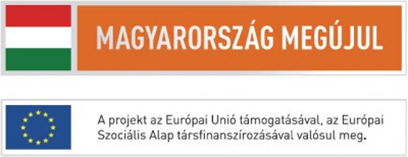 MAGYARORSZÁG MEGÚJUL
A projekt az Európai Unió támogatásával, az Európai
Szociális Alap társfinanszírozásával valósul meg.